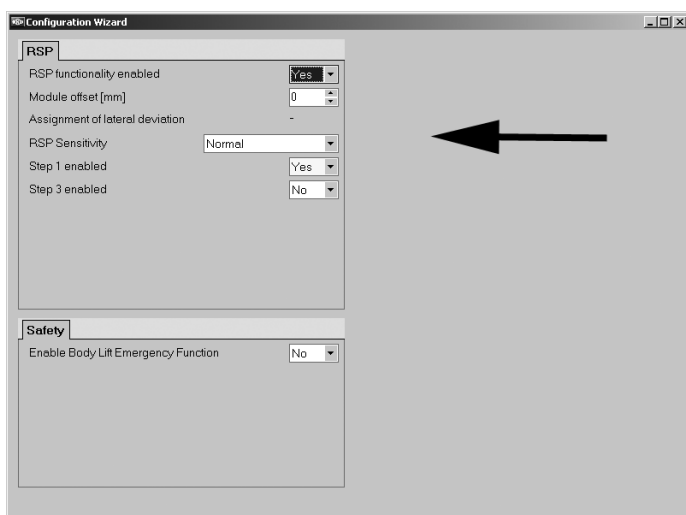 Configuration Wizard
RSP
RSP functionality enabled Yes
Module offset [mm] 0
Assignment of lateral deviation -
RSP Sensitivity Normal
Step 1 enabled Yes
Step 3 enabled No
Safety
Enable Body Lift Emergency Function No